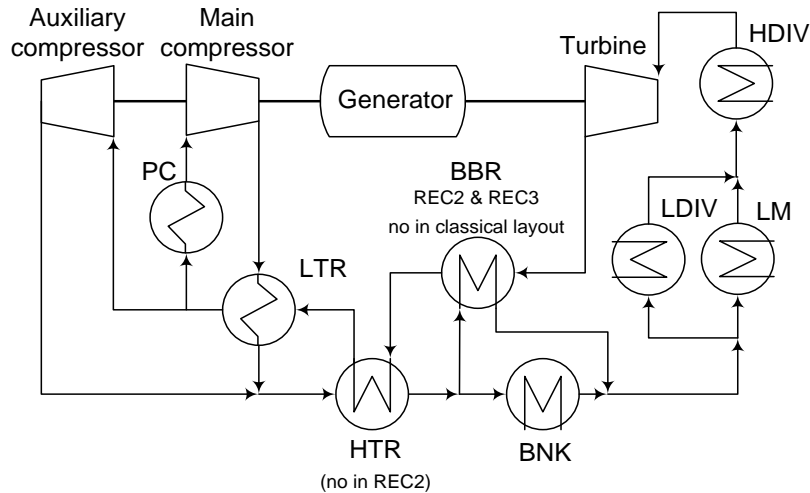 Auxiliary
compressor
Main
compressor
Generator
Turbine
HDIV
PC
BBR
REC2 & REC3
no in classical layout
LDIV
LM
LTR
HTR
(no in REC2)
BNK